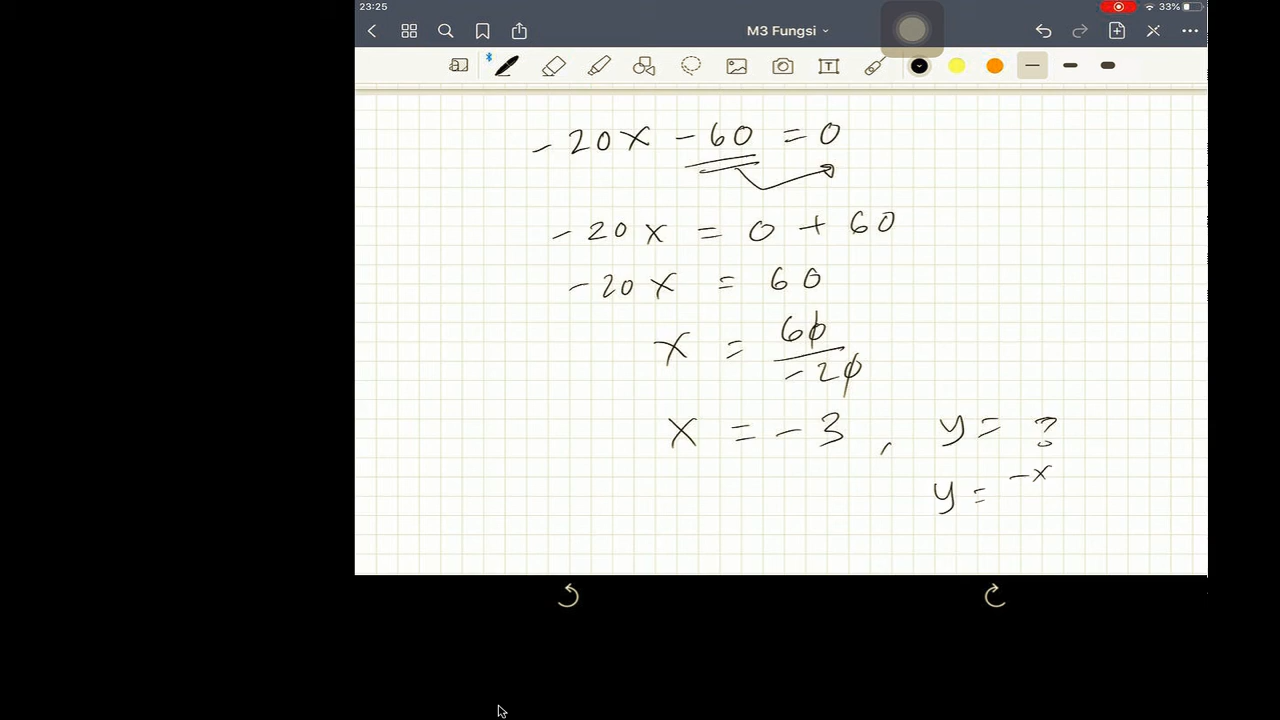 23:25 33%
M3 Fungsi
-20x -60 = 0
-20x = 0 + 60
-20x = 60
x = 60/-20
x = -3, y = ?
y = -x